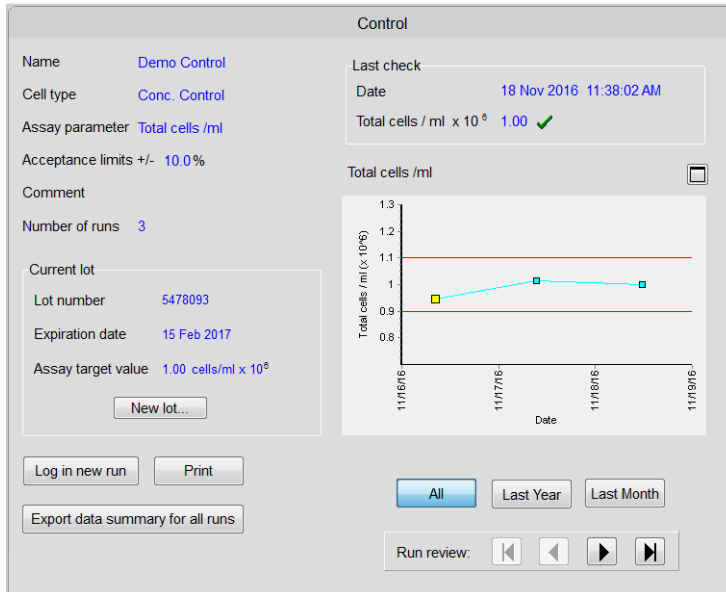 Control
Name Demo Control
Cell type Conc. Control
Assay parameter Total cells /ml
Acceptance limits +/- 10.0 %
Comment
Number of runs 3
Current lot
Lot number 5478093
Expiration date 15 Feb 2017
Assay target value 1.00 cells/ml x 10⁶
New lot...
Log in new run Print
Export data summary for all runs
Last check
Date 18 Nov 2016 11:38:02 AM
Total cells / ml x 10⁶ 1.00
Total cells /ml
Total cells / ml (x 10^6)
1.3
1.2
1.1
1
0.9
0.8
11/16/16 11/17/16 11/18/16 11/19/16
Date
All Last Year Last Month
Run review: